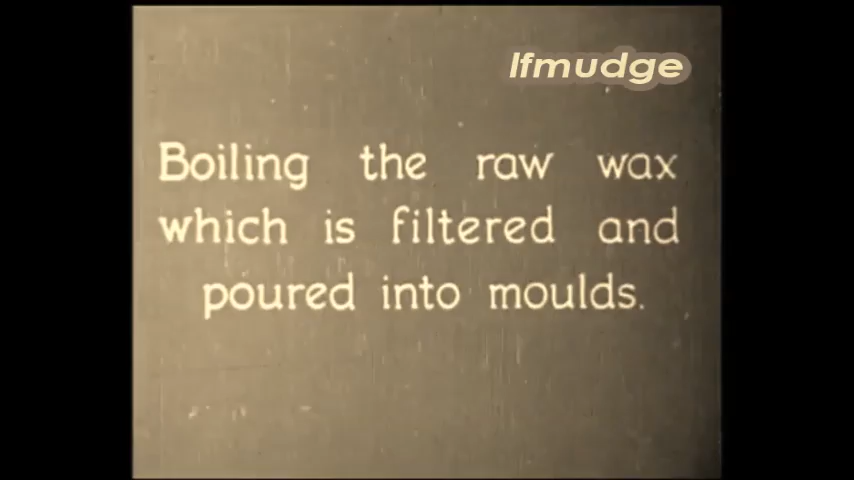 lfmudge
Boiling the raw wax
which is filtered and
poured into moulds.